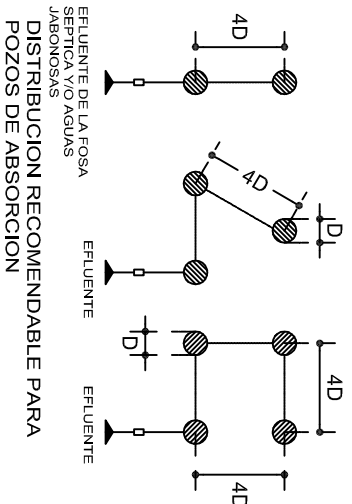 4D
EFLUENTE DE LA FOSA
SEPTICA Y/O AGUAS
JABONOSAS
4D
D
EFLUENTE
4D
4D
D
EFLUENTE
DISTRIBUCION RECOMENDABLE PARA
POZOS DE ABSORCION